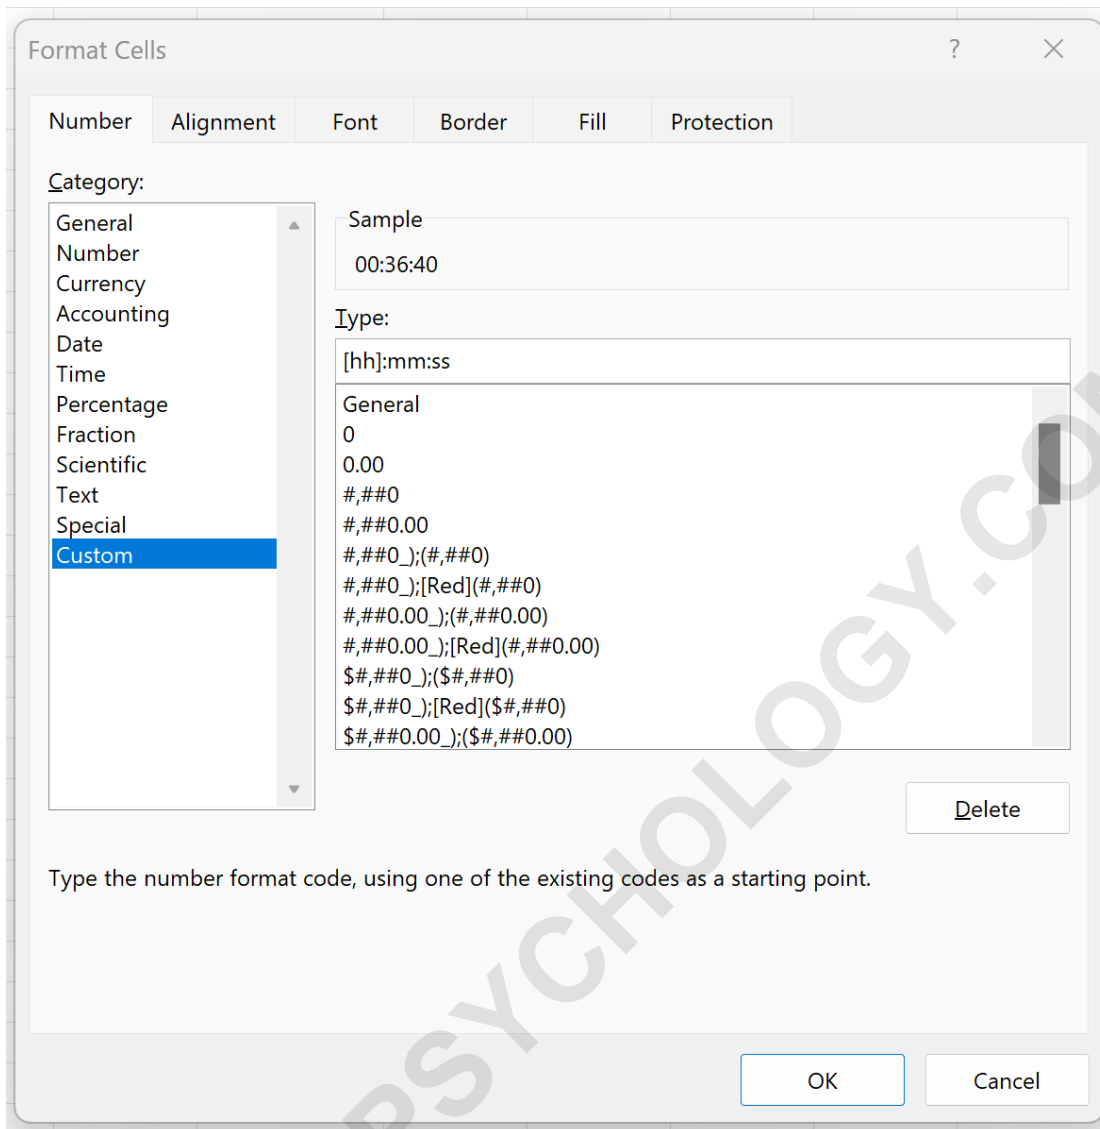 Format Cells
?
Number
Alignment
Font
Border
Fill
Protection
Category:
General
Number
Currency
Accounting
Date
Time
Percentage
Fraction
Scientific
Text
Special
Custom
Sample
00:36:40
Type:
[hh]:mm:ss
General
0
0.00
#,##0
#,##0.00
#,##0_);(#,##0)
#,##0_);[Red](#,##0)
#,##0.00_);(#,##0.00)
#,##0.00_);[Red](#,##0.00)
$#,##0_);($#,##0)
$#,##0_);[Red]($#,##0)
$#,##0.00_);($#,##0.00)
Delete
Type the number format code, using one of the existing codes as a starting point.
OK
Cancel
PSYCHOLOGY.CO